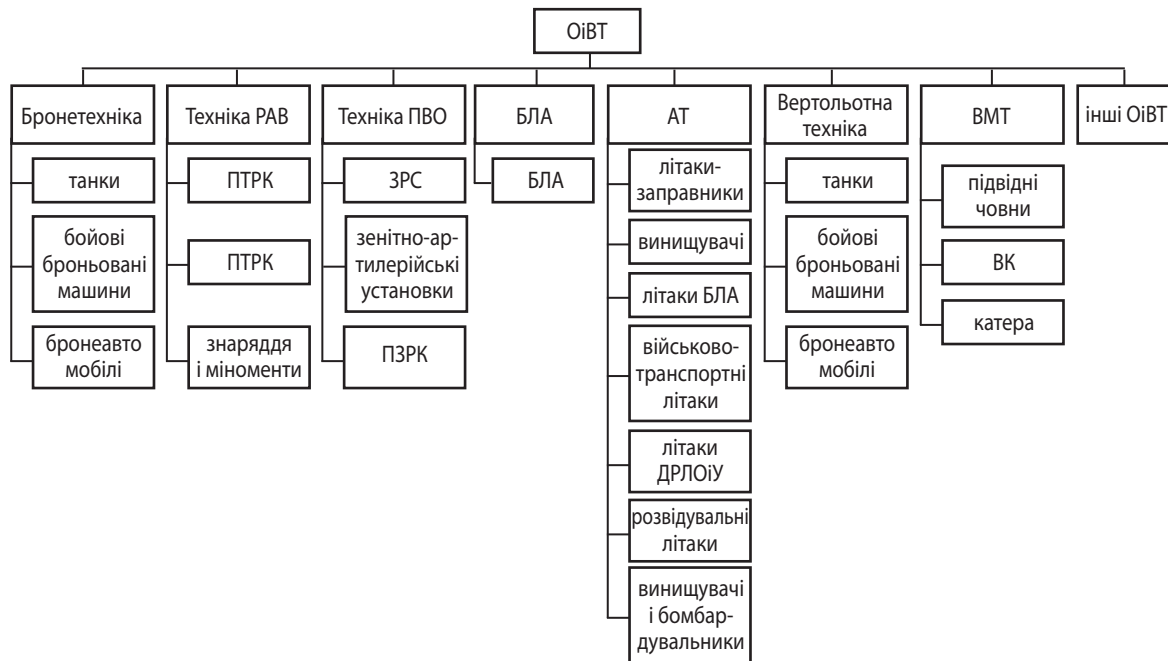 ОіВТ
Бронетехніка
танки
бойові
броньовані
машини
бронеавто
мобілі
Техніка РАВ
ПТРК
ПТРК
знаряддя
і міноменти
Техніка ПВО
ЗРС
зенітно-ар-
тилерійські
установки
ПЗРК
БЛА
БЛА
АТ
літаки-
заправники
винищувачі
літаки БЛА
військово-
транспортні
літаки
літаки
ДРЛОіУ
розвідувальні
літаки
винищувачі
і бомбар-
дувальники
Вертольотна
техніка
танки
бойові
броньовані
машини
бронеавто
мобілі
ВМТ
підвідні
човни
ВК
катера
інші ОіВТ